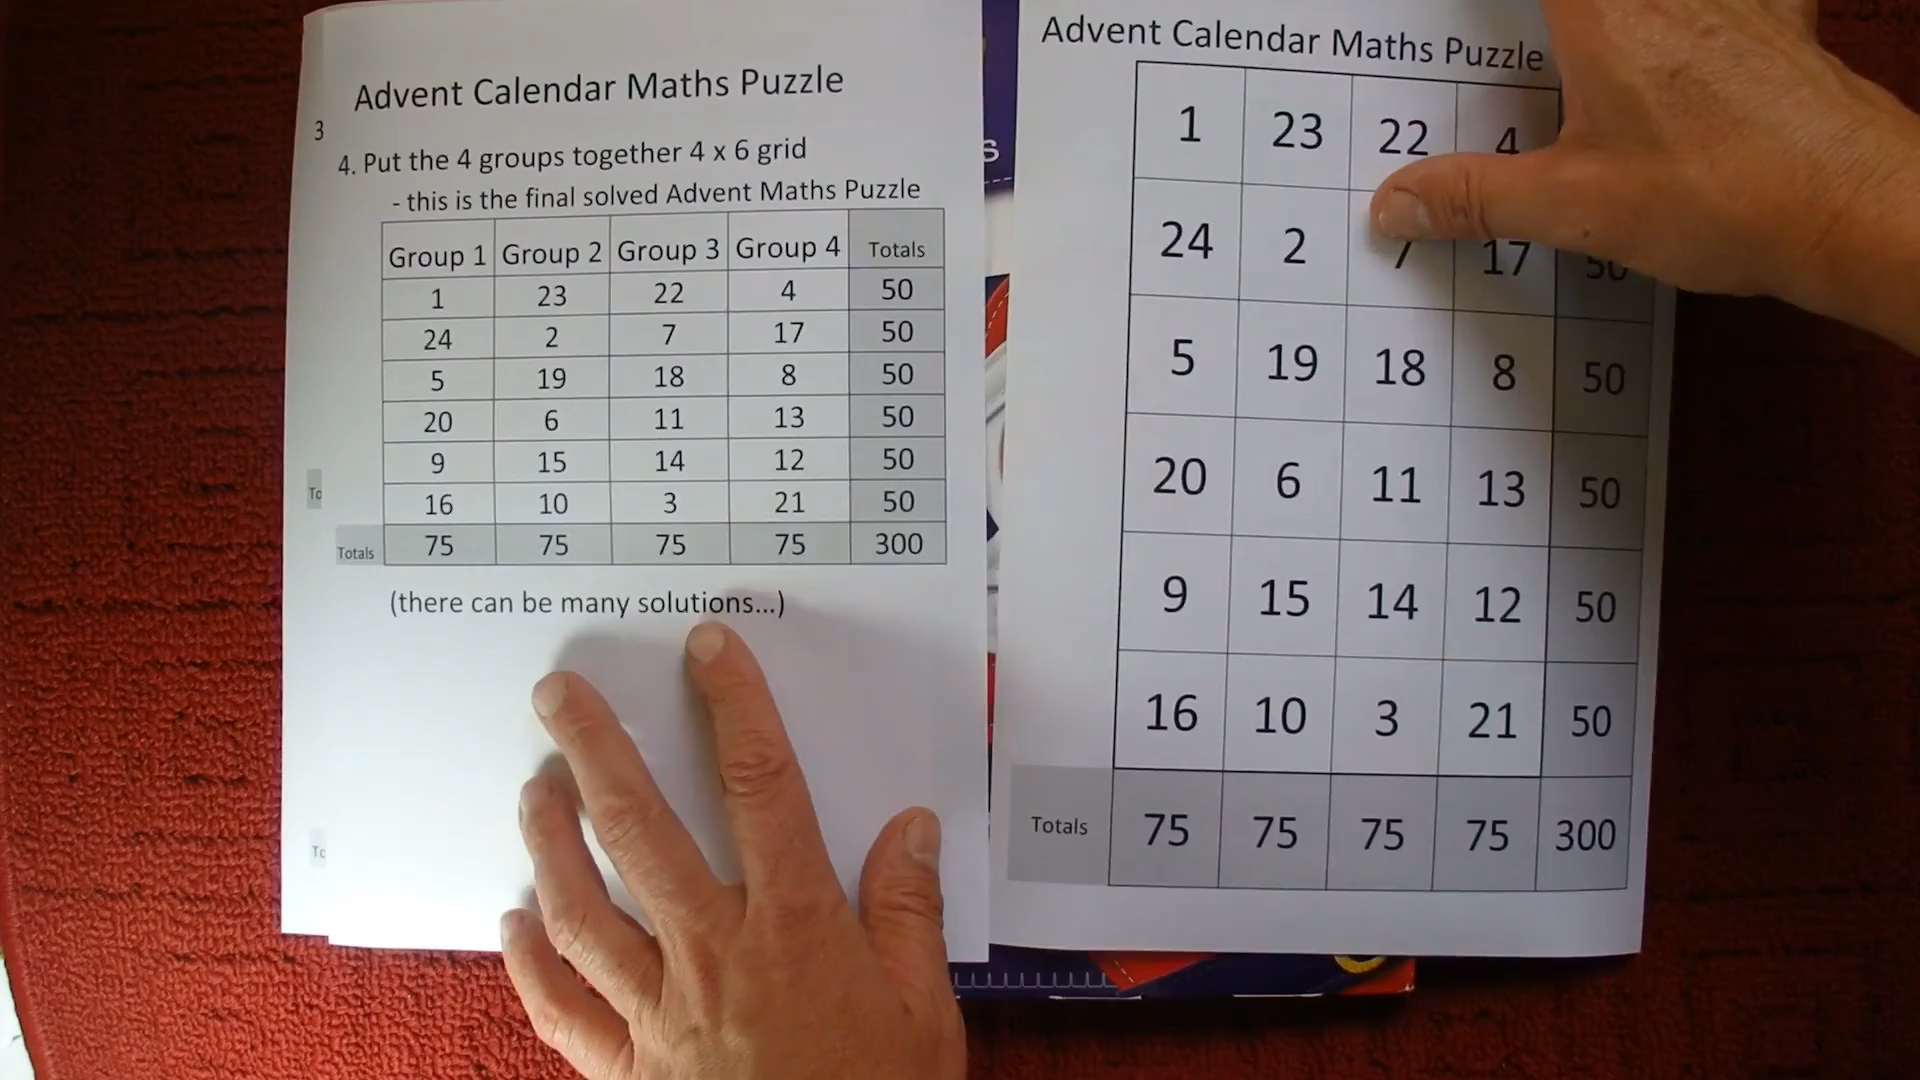 Advent Calendar Maths Puzzle
3
4. Put the 4 groups together 4 x 6 grid
- this is the final solved Advent Maths Puzzle
Group 1 Group 2 Group 3 Group 4 Totals
1 23 22 4 50
24 2 7 17 50
5 19 18 8 50
20 6 11 13 50
9 15 14 12 50
16 10 3 21 50
Totals 75 75 75 75 300
(there can be many solutions...)
To
To
s
Advent Calendar Maths Puzzle
1 23 22 4
24 2 7 17 50
5 19 18 8 50
20 6 11 13 50
9 15 14 12 50
16 10 3 21 50
Totals 75 75 75 75 300